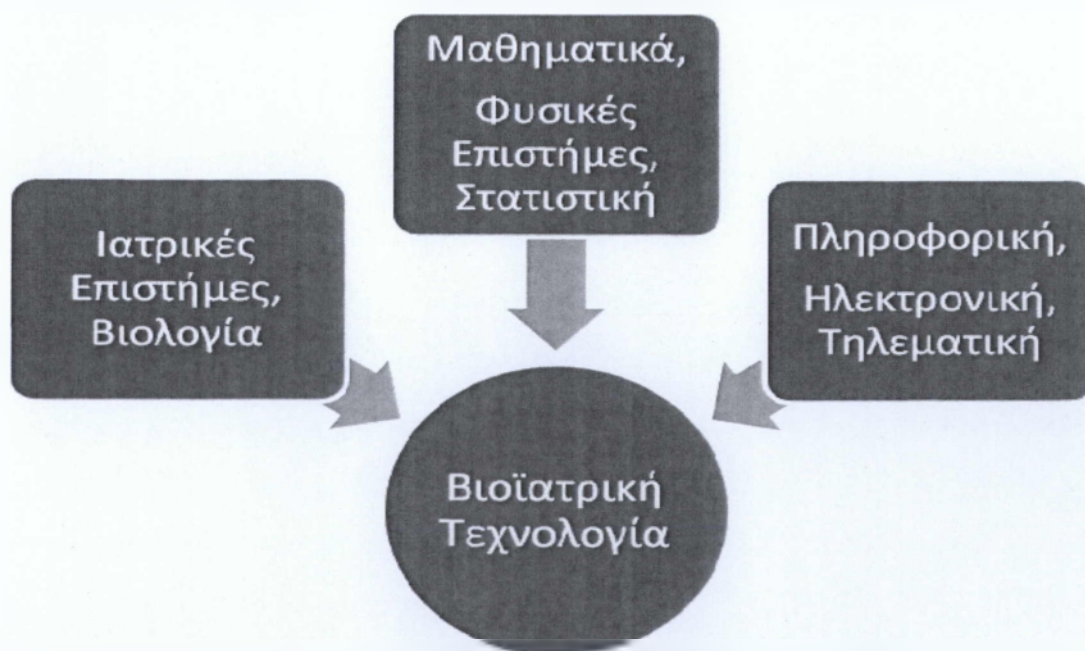 Μαθηματικά,
Φυσικές
Επιστήμες,
Στατιστική
Ιατρικές
Επιστήμες,
Βιολογία
Πληροφορική,
Ηλεκτρονική,
Τηλεματική
Βιοϊατρική
Τεχνολογία